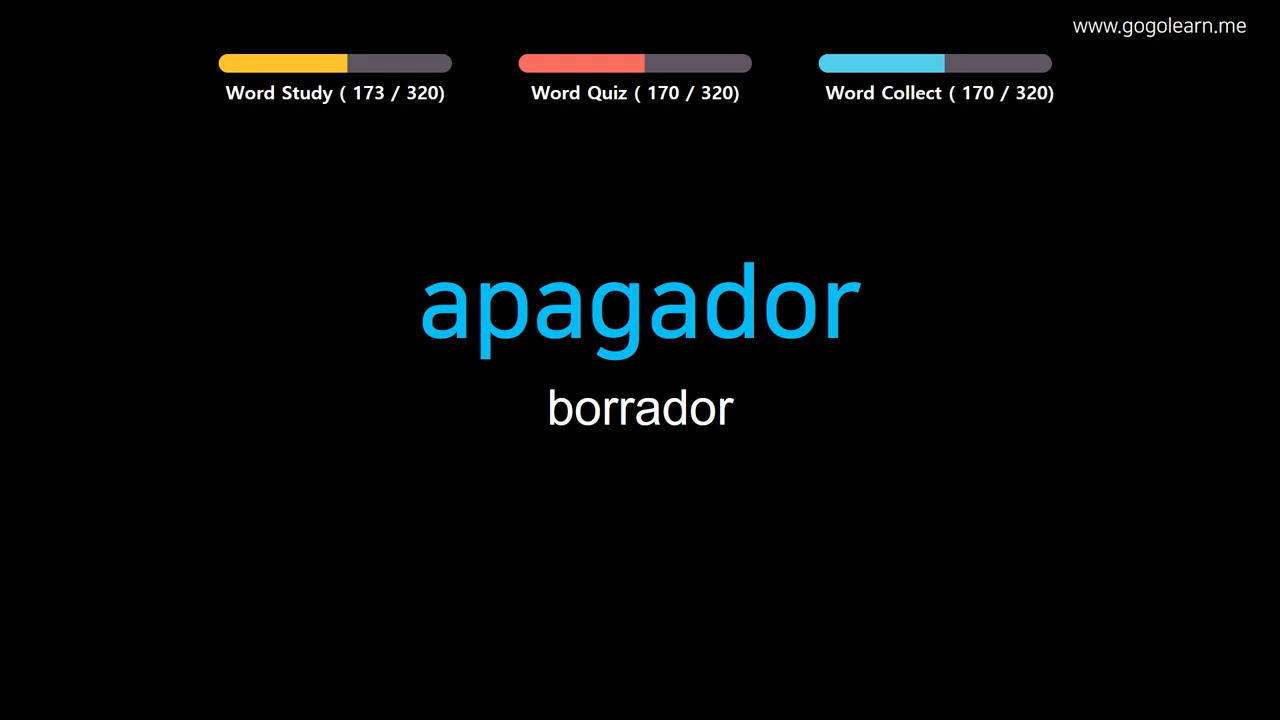 www.gogolearn.me
Word Study ( 173 / 320)
Word Quiz ( 170 / 320)
Word Collect ( 170 / 320)
apagador
borrador